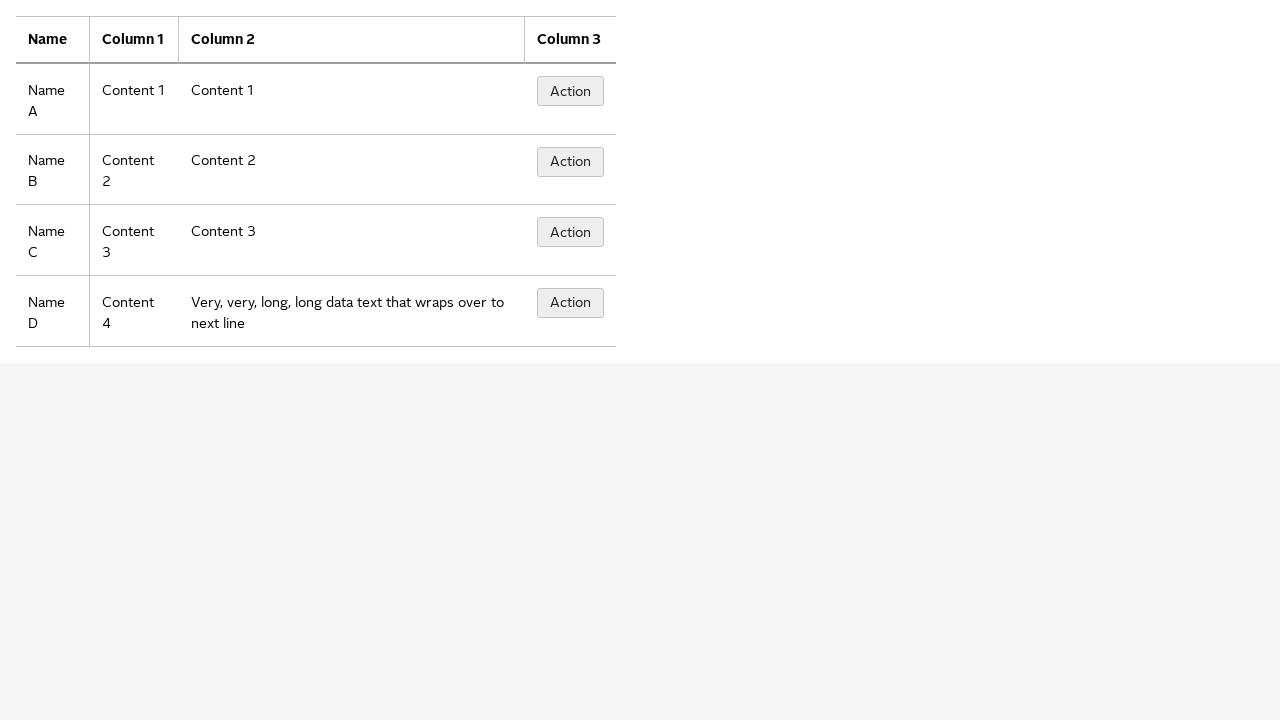 Name Column 1 Column 2 Column 3
Name Content 1 Content 1 Action
A
Name Content Content 2 Action
B 2
Name Content Content 3 Action
C 3
Name Content Very, very, long, long data text that wraps over to Action
D 4 next line